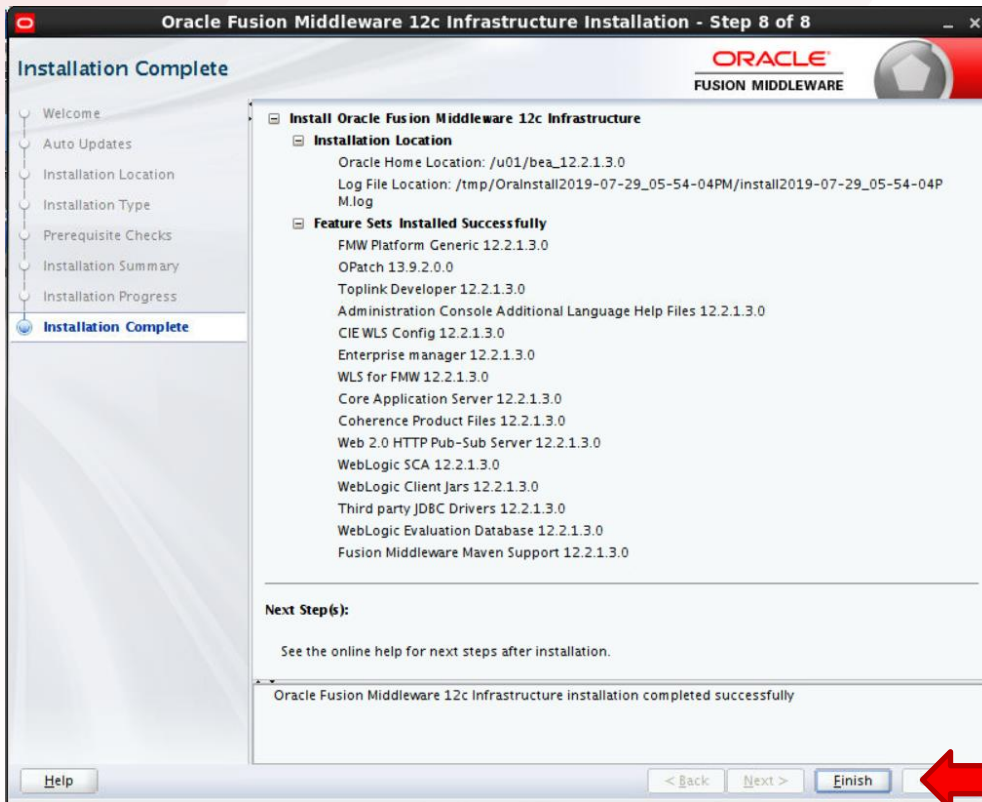 Oracle Fusion Middleware 12c Infrastructure Installation - Step 8 of 8
Installation Complete
ORACLE
FUSION MIDDLEWARE
Welcome
Auto Updates
Installation Location
Installation Type
Prerequisite Checks
Installation Summary
Installation Progress
Installation Complete
Install Oracle Fusion Middleware 12c Infrastructure
Installation Location
Oracle Home Location: /u01/bea_12.2.1.3.0
Log File Location: /tmp/OraInstall2019-07-29_05-54-04PM/install2019-07-29_05-54-04P
M.log
Feature Sets Installed Successfully
FMW Platform Generic 12.2.1.3.0
OPatch 13.9.2.0.0
Toplink Developer 12.2.1.3.0
Administration Console Additional Language Help Files 12.2.1.3.0
CIE WLS Config 12.2.1.3.0
Enterprise manager 12.2.1.3.0
WLS for FMW 12.2.1.3.0
Core Application Server 12.2.1.3.0
Coherence Product Files 12.2.1.3.0
Web 2.0 HTTP Pub-Sub Server 12.2.1.3.0
WebLogic SCA 12.2.1.3.0
WebLogic Client Jars 12.2.1.3.0
Third party JDBC Drivers 12.2.1.3.0
WebLogic Evaluation Database 12.2.1.3.0
Fusion Middleware Maven Support 12.2.1.3.0
Next Step(s):
See the online help for next steps after installation.
Oracle Fusion Middleware 12c Infrastructure installation completed successfully
Help
< Back
Next >
Finish